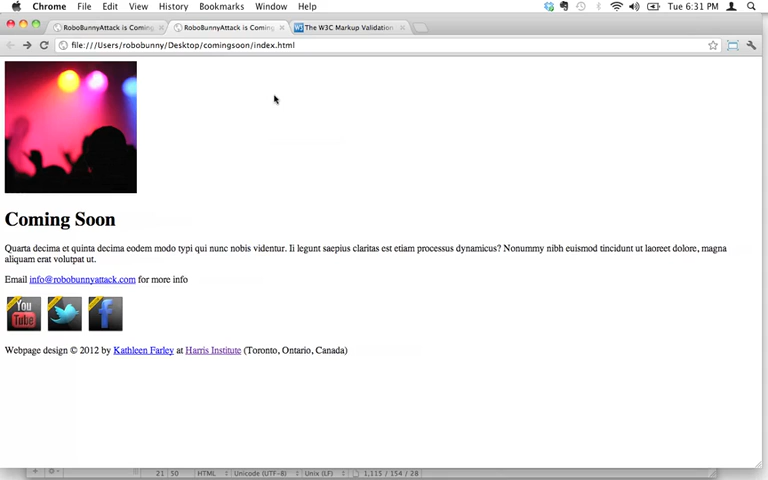 Chrome File Edit View History Bookmarks Window Help Tue 6:31 PM
RoboBunnyAttack is Coming RoboBunnyAttack is Coming The W3C Markup Validation
file:///Users/robobunny/Desktop/comingsoon/index.html
Coming Soon
Quarta decima et quinta decima eodem modo typi qui nunc nobis videntur. Ii legunt saepius claritas est etiam processus dynamicus? Nonummy nibh euismod tincidunt ut laoreet dolore, magna
aliquam erat volutpat ut.
Email info@robobunnyattack.com for more info
You
Tube
Webpage design © 2012 by Kathleen Farley at Harris Institute (Toronto, Ontario, Canada)
21 50 HTML Unicode (UTF-8) Unix (LF) 1,115 / 154 / 28